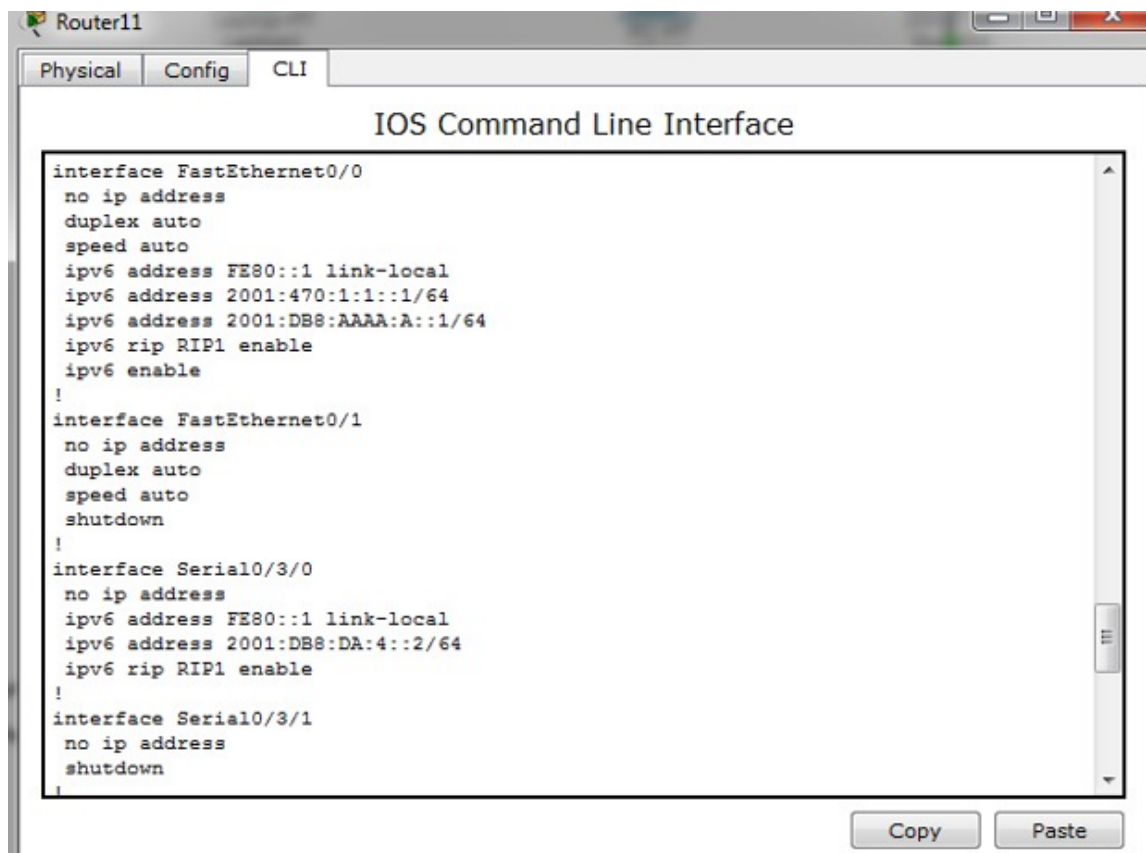 Router11
Physical Config CLI
IOS Command Line Interface
interface FastEthernet0/0
no ip address
duplex auto
speed auto
ipv6 address FE80::1 link-local
ipv6 address 2001:470:1:1::1/64
ipv6 address 2001:DB8:AAAA:A::1/64
ipv6 rip RIP1 enable
ipv6 enable
!
interface FastEthernet0/1
no ip address
duplex auto
speed auto
shutdown
!
interface Serial0/3/0
no ip address
ipv6 address FE80::1 link-local
ipv6 address 2001:DB8:DA:4::2/64
ipv6 rip RIP1 enable
!
interface Serial0/3/1
no ip address
shutdown
!
Copy Paste